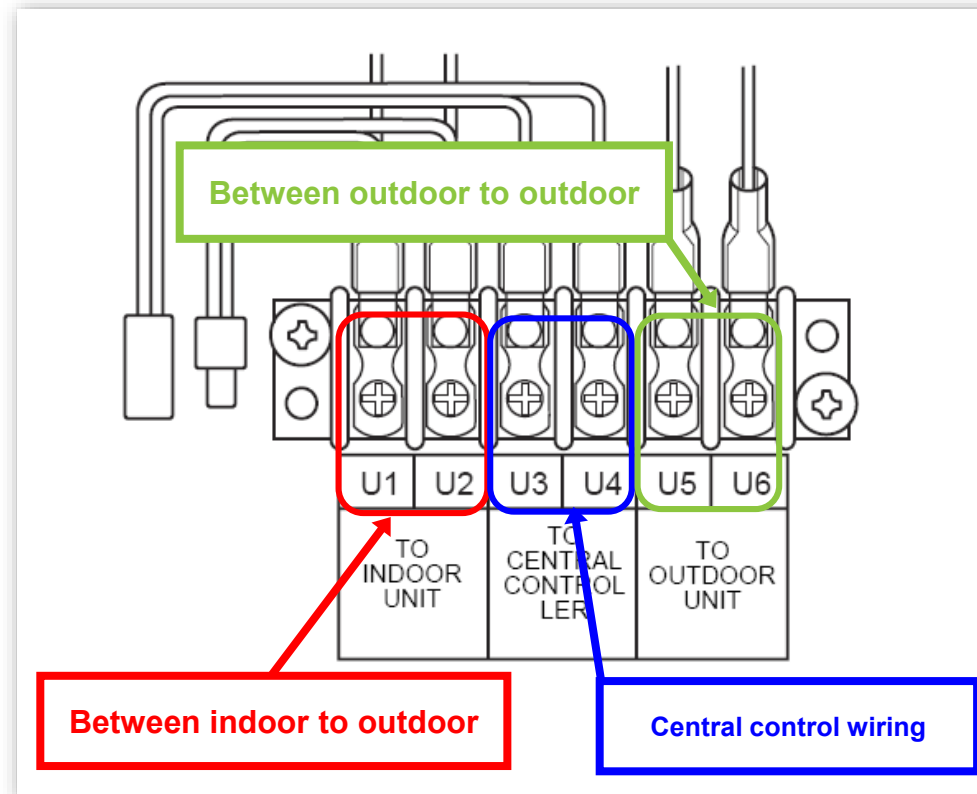 Between outdoor to outdoor
U1 U2 U3 U4 U5 U6
TO
INDOOR
UNIT
TO
CENTRAL
CONTROL
LER
TO
OUTDOOR
UNIT
Between indoor to outdoor
Central control wiring